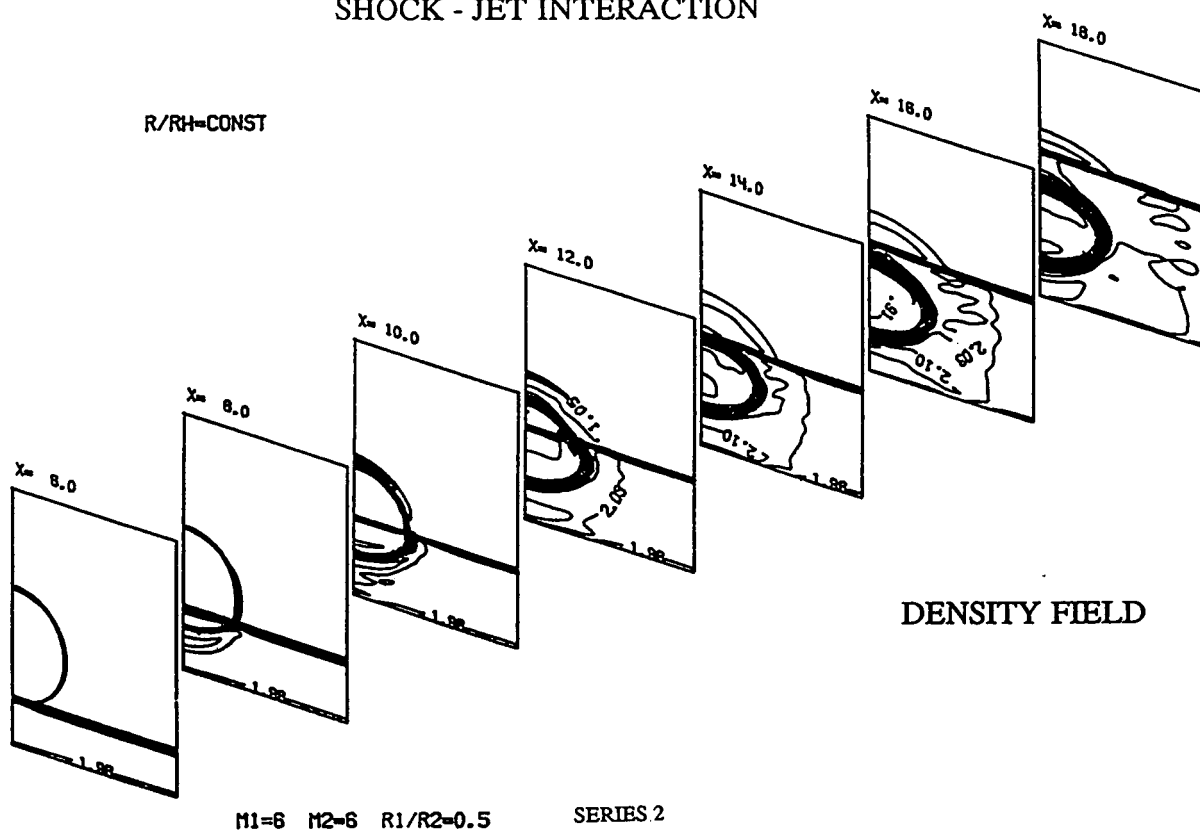 SHOCK - JET INTERACTION
R/RH=CONST
X= 6.0
X= 8.0
X= 10.0
X= 12.0
X= 14.0
X= 16.0
X= 18.0
1.98
1.98
1.98
1.05
2.03
1.98
2.10
1.98
.91
2.03
2.10
DENSITY FIELD
M1=6 M2=6 R1/R2=0.5
SERIES 2